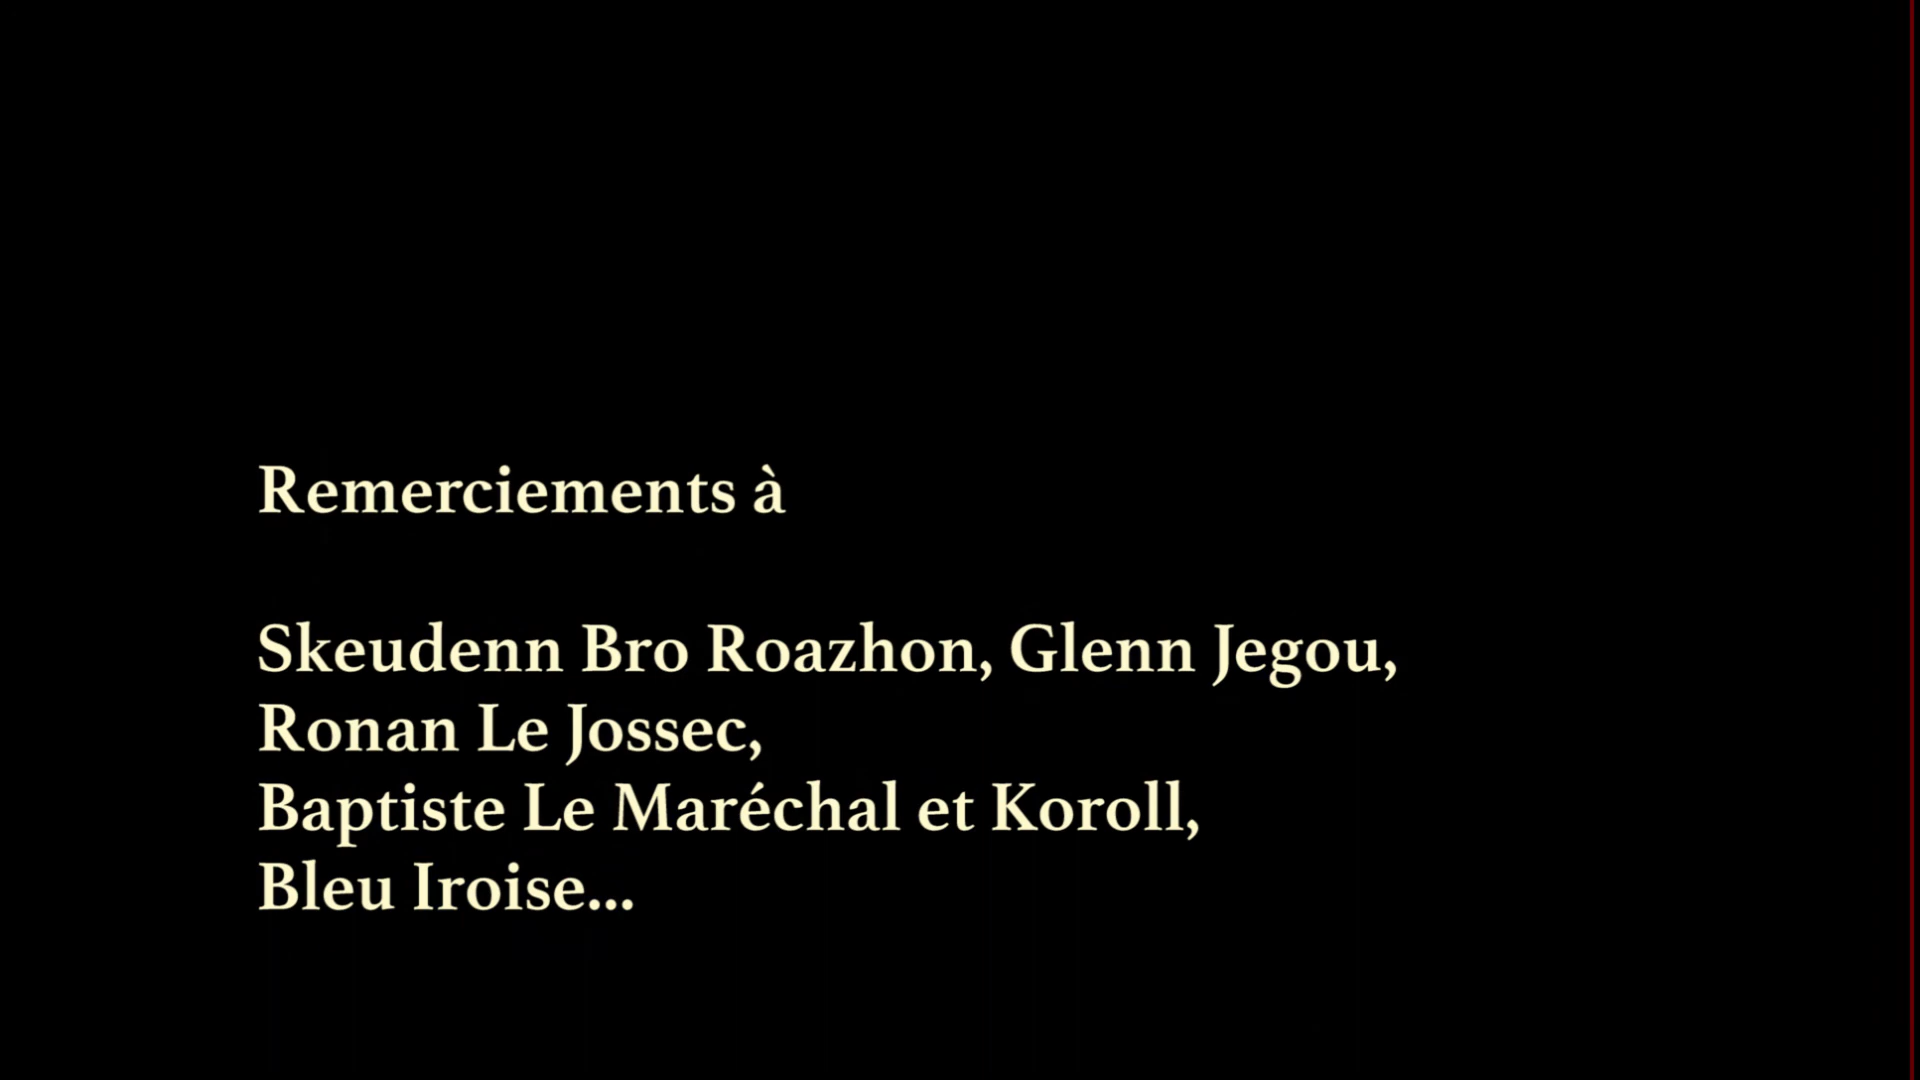 Remerciements à
Skeudenn Bro Roazhon, Glenn Jegou,
Ronan Le Jossec,
Baptiste Le Maréchal et Koroll,
Bleu Iroise...